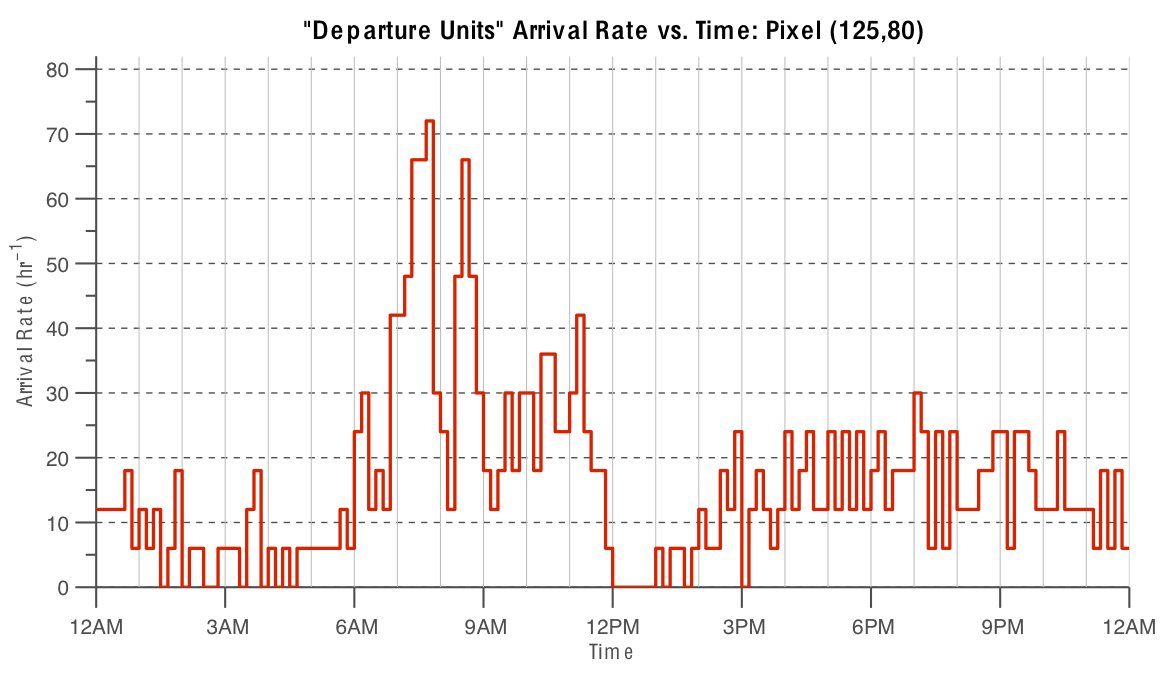 "Departure Units" Arrival Rate vs. Time: Pixel (125,80)
80
70
60
50
40
30
20
10
0
Arrival Rate (hr⁻¹)
12AM 3AM 6AM 9AM 12PM 3PM 6PM 9PM 12AM
Time